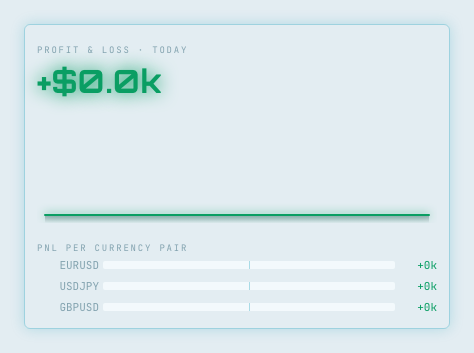 PROFIT & LOSS · TODAY
+$0.0k
PNL PER CURRENCY PAIR
EURUSD +0k
USDJPY +0k
GBPUSD +0k